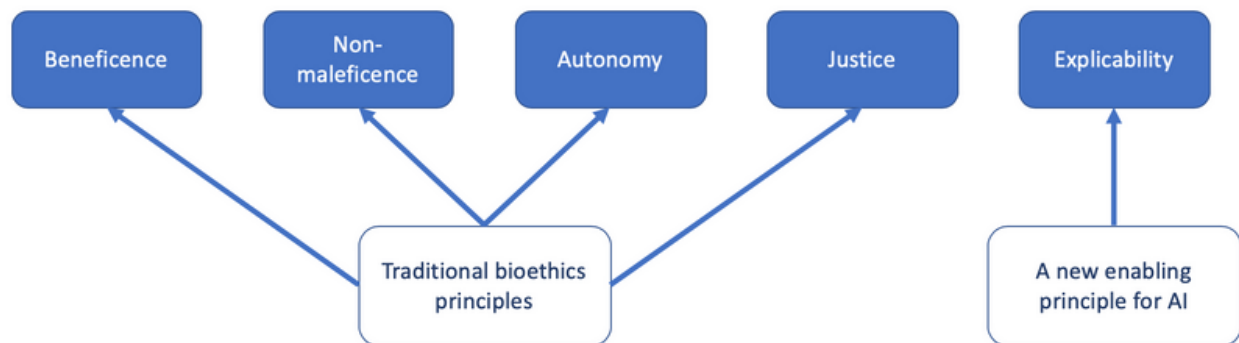 Beneficence
Non-
maleficence
Autonomy
Justice
Explicability
Traditional bioethics
principles
A new enabling
principle for AI